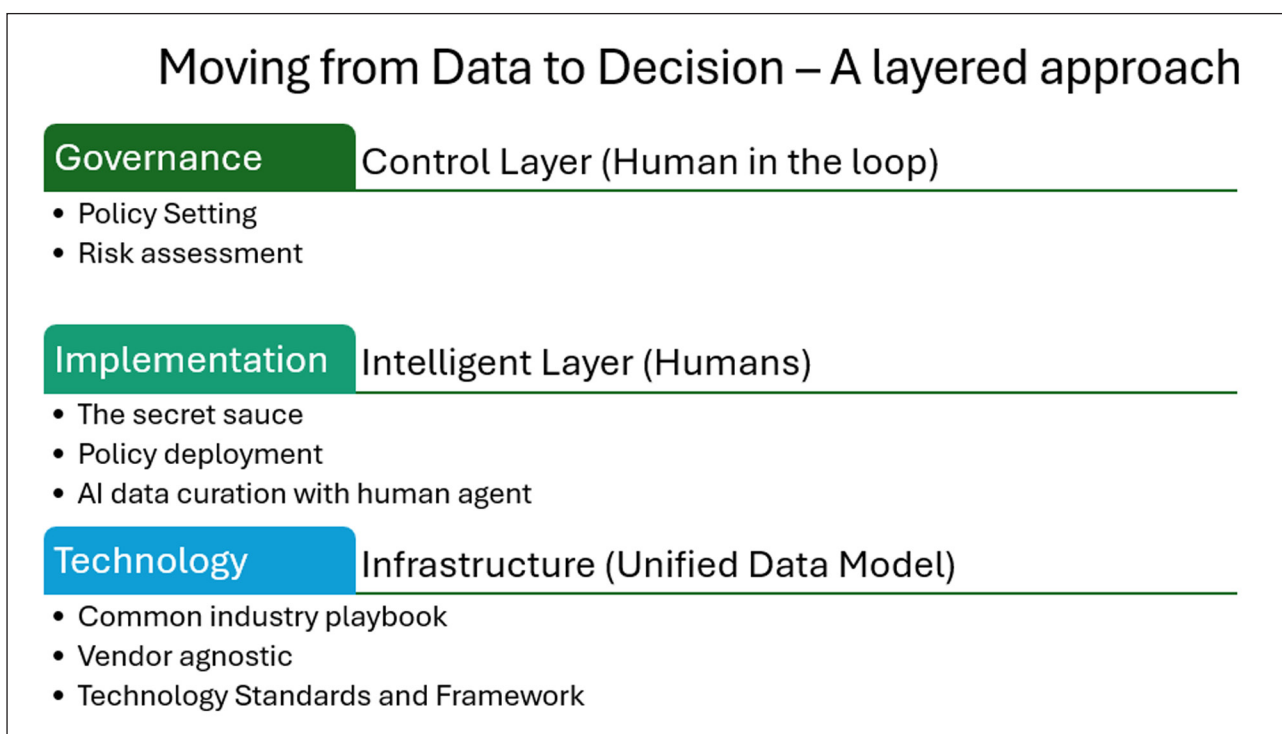 Moving from Data to Decision – A layered approach
Governance Control Layer (Human in the loop)
• Policy Setting
• Risk assessment
Implementation Intelligent Layer (Humans)
• The secret sauce
• Policy deployment
• AI data curation with human agent
Technology Infrastructure (Unified Data Model)
• Common industry playbook
• Vendor agnostic
• Technology Standards and Framework